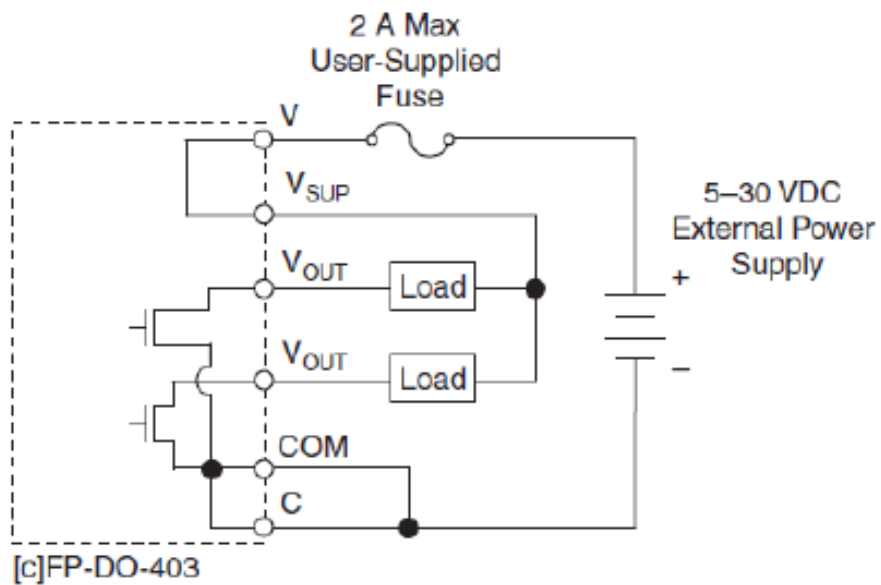 2 A Max
User-Supplied
Fuse
V
VSUP
5–30 VDC
External Power
Supply
VOUT
Load
+
VOUT
Load
–
COM
C
[c]FP-DO-403